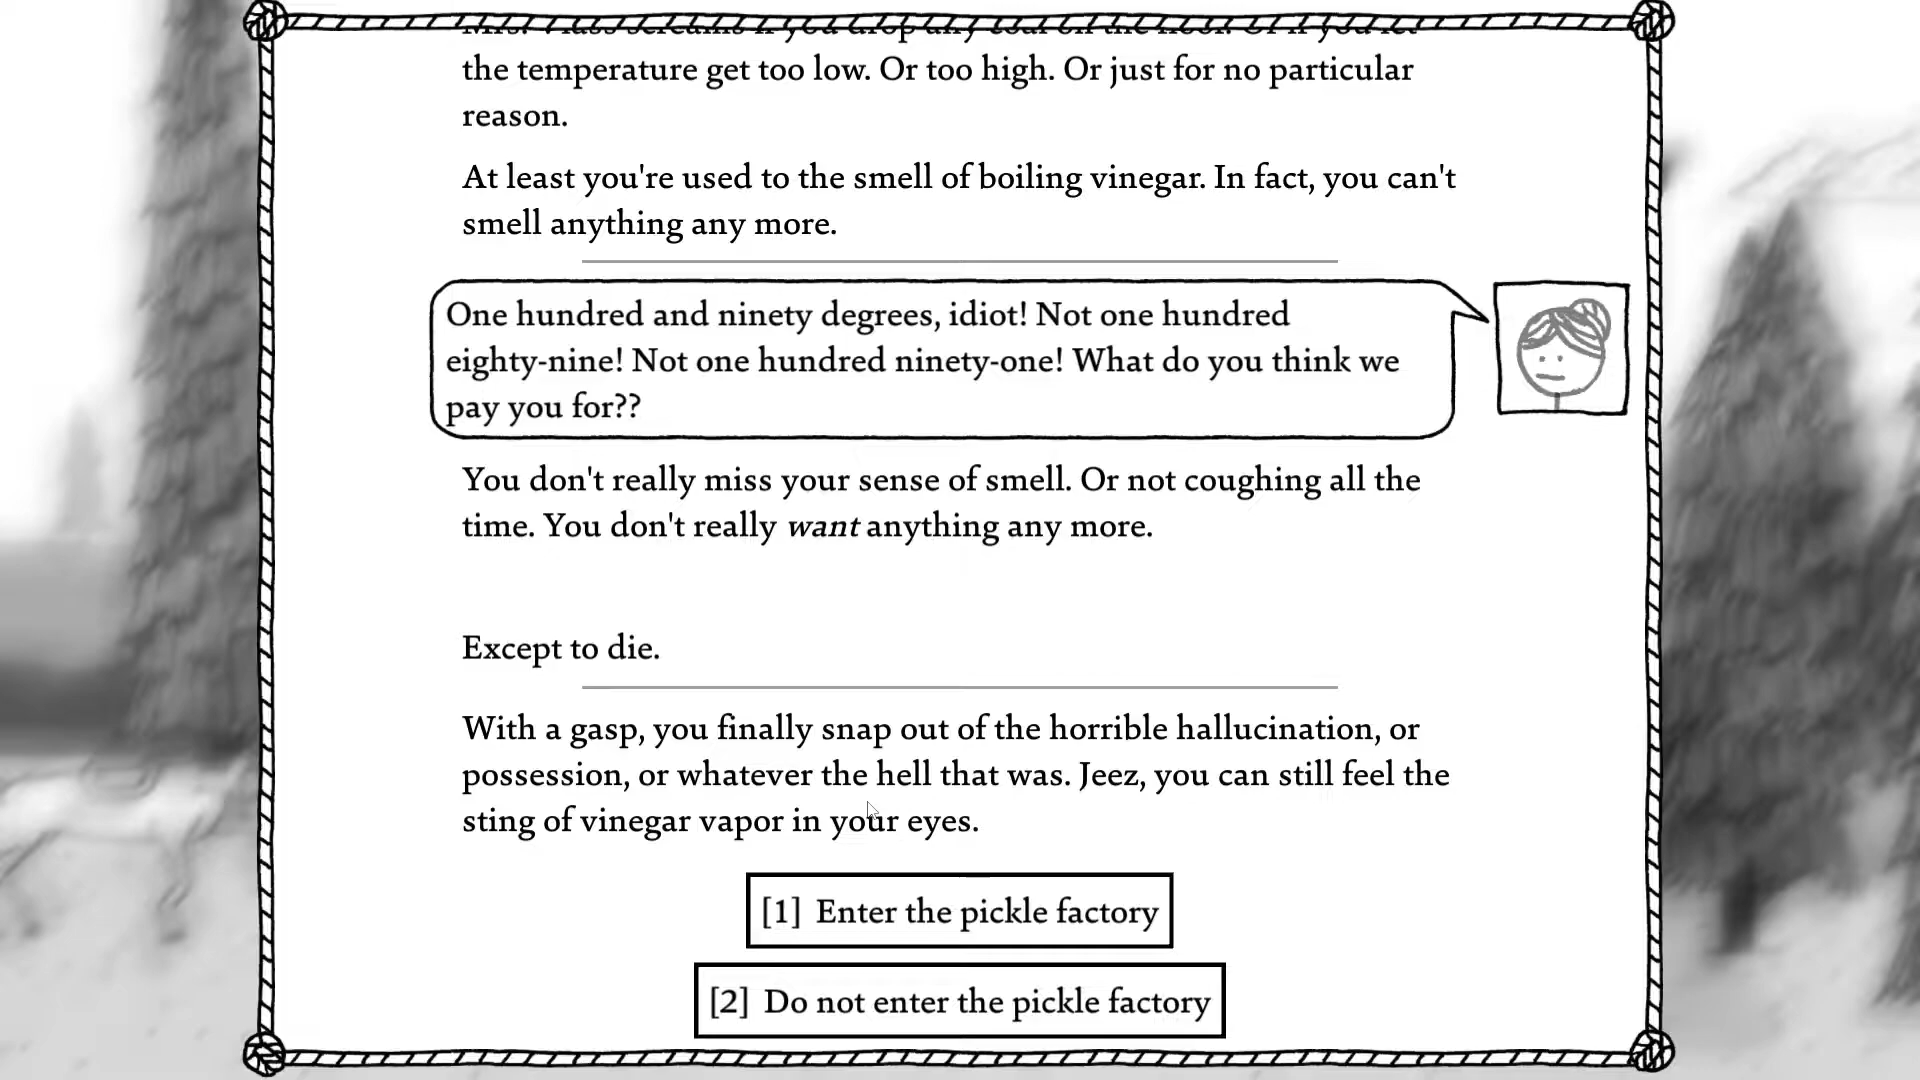 the temperature get too low. Or too high. Or just for no particular
reason.
At least you're used to the smell of boiling vinegar. In fact, you can't
smell anything any more.
One hundred and ninety degrees, idiot! Not one hundred
eighty-nine! Not one hundred ninety-one! What do you think we
pay you for??
You don't really miss your sense of smell. Or not coughing all the
time. You don't really want anything any more.
Except to die.
With a gasp, you finally snap out of the horrible hallucination, or
possession, or whatever the hell that was. Jeez, you can still feel the
sting of vinegar vapor in your eyes.
[1] Enter the pickle factory
[2] Do not enter the pickle factory